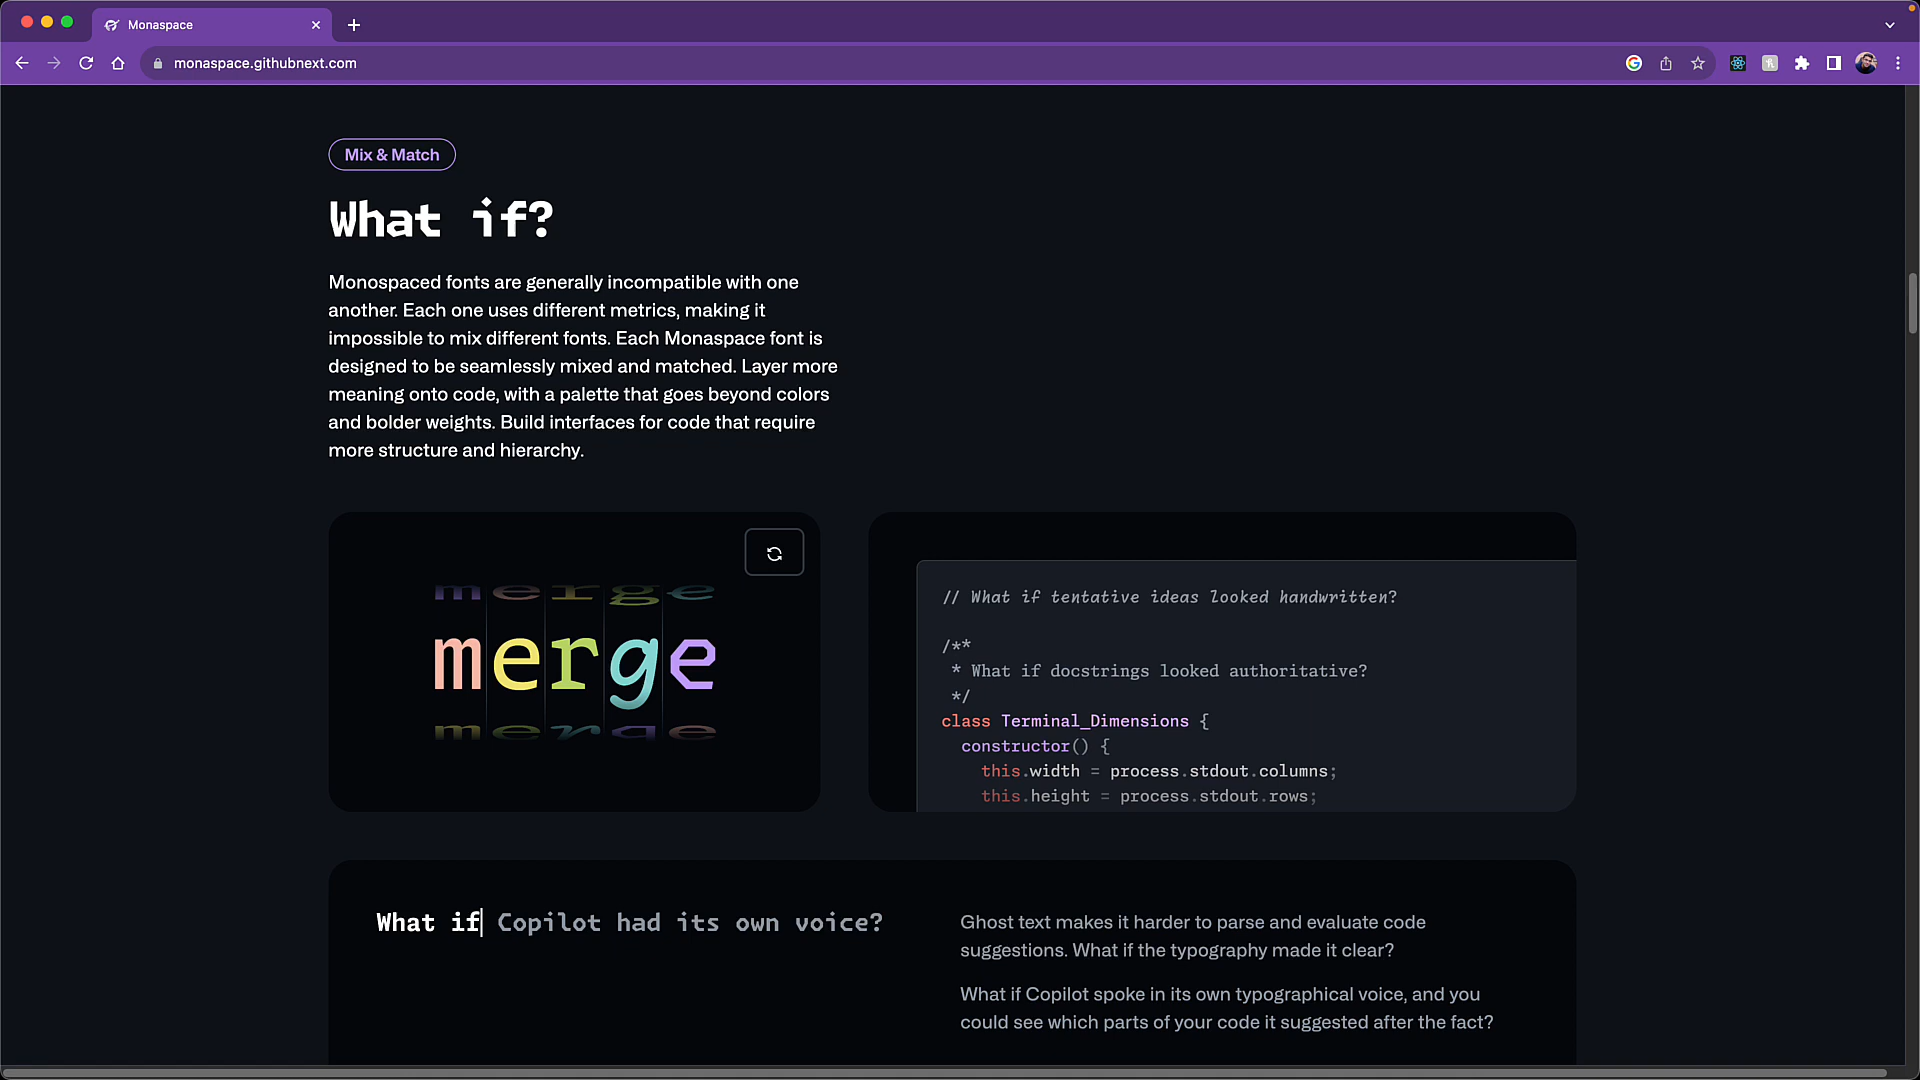 Monaspace
monaspace.githubnext.com
Mix & Match
What if?
Monospaced fonts are generally incompatible with one
another. Each one uses different metrics, making it
impossible to mix different fonts. Each Monaspace font is
designed to be seamlessly mixed and matched. Layer more
meaning onto code, with a palette that goes beyond colors
and bolder weights. Build interfaces for code that require
more structure and hierarchy.
merge
merge
merge
// What if tentative ideas looked handwritten?
/**
* What if docstrings looked authoritative?
*/
class Terminal_Dimensions {
constructor() {
this.width = process.stdout.columns;
this.height = process.stdout.rows;
What if Copilot had its own voice?
Ghost text makes it harder to parse and evaluate code
suggestions. What if the typography made it clear?
What if Copilot spoke in its own typographical voice, and you
could see which parts of your code it suggested after the fact?